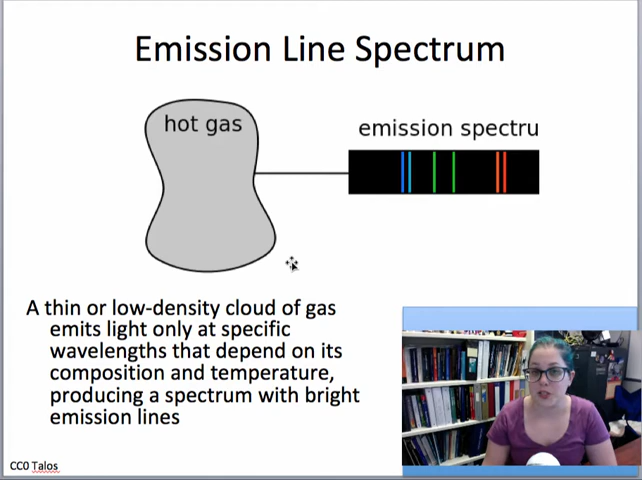 Emission Line Spectrum
hot gas
emission spectru
A thin or low-density cloud of gas
emits light only at specific
wavelengths that depend on its
composition and temperature,
producing a spectrum with bright
emission lines
CC0 Talos